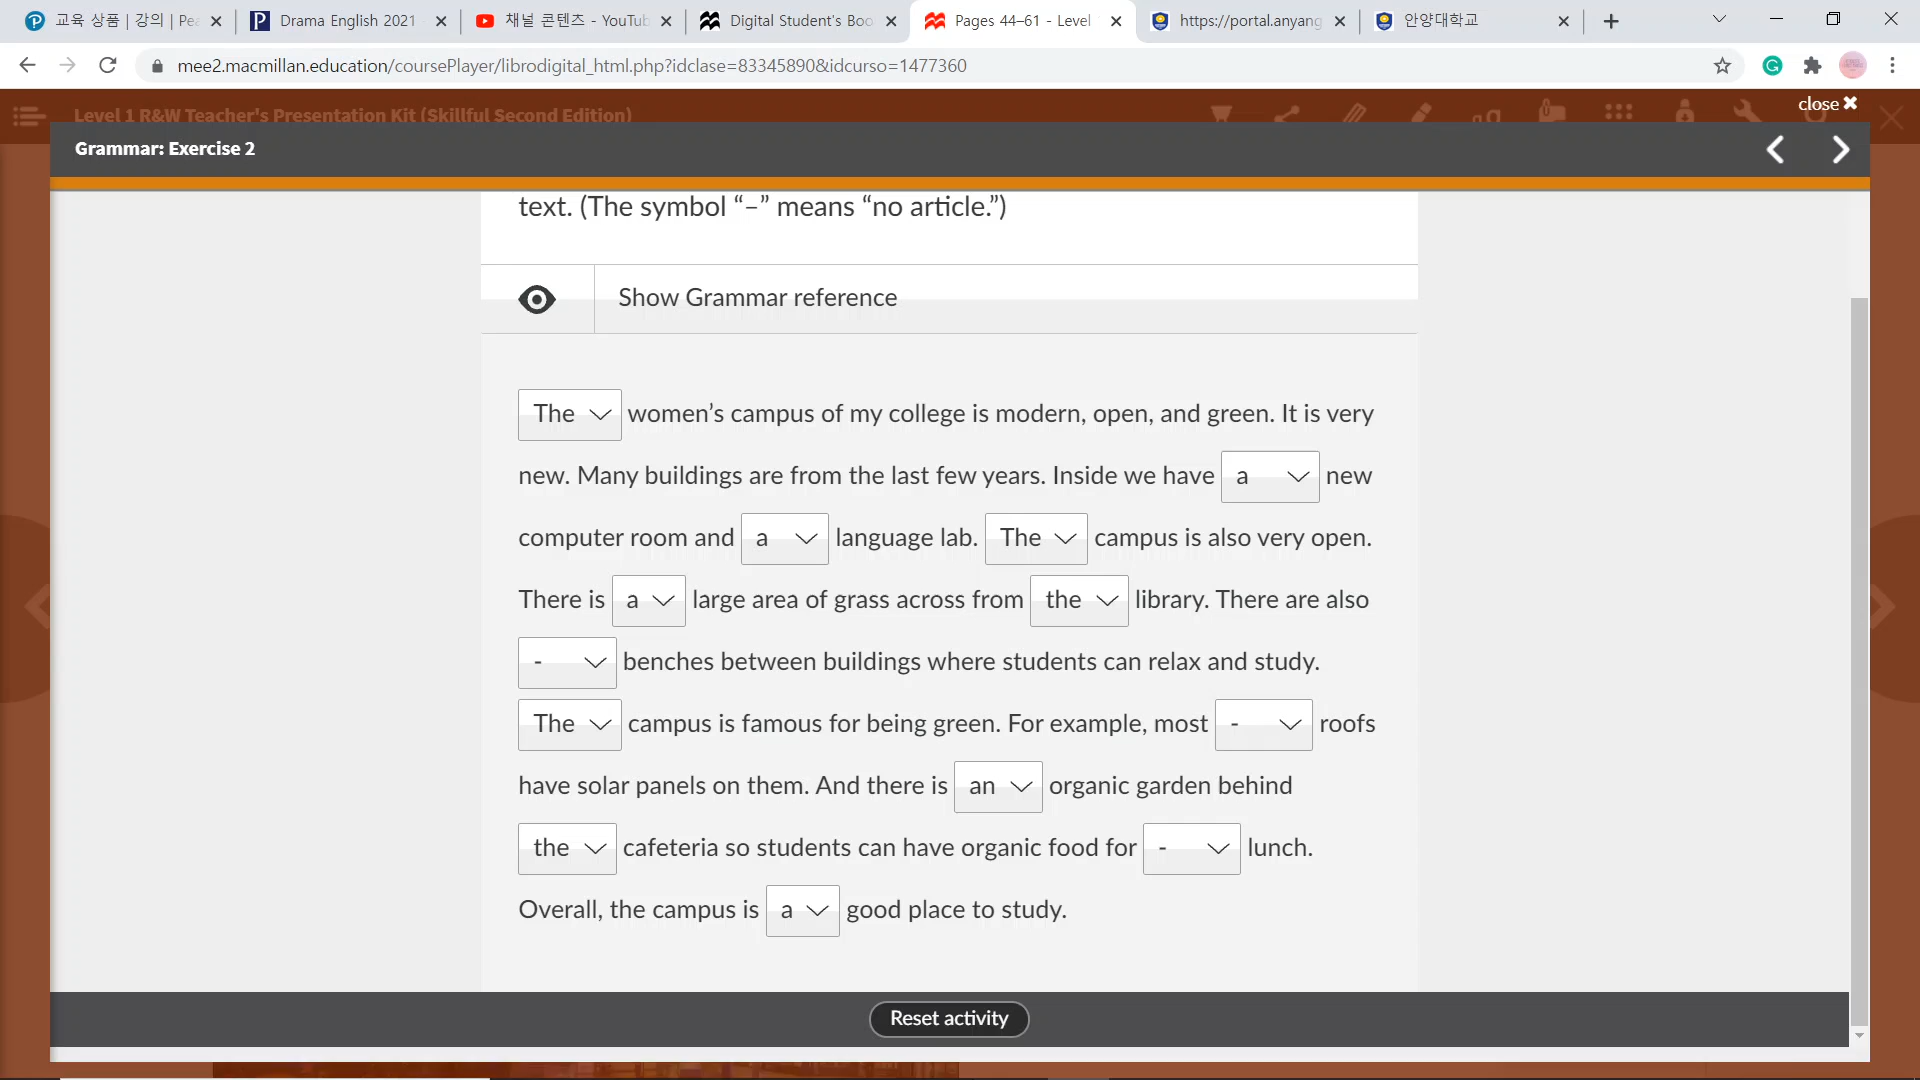 교육 상품 | 강의 | Pea
Drama English 2021
채널 콘텐츠 - YouTub
Digital Student's Boo
Pages 44–61 - Level
https://portal.anyang
안양대학교
mee2.macmillan.education/coursePlayer/librodigital_html.php?idclase=83345890&idcurso=1477360
Level 1 R&W Teacher's Presentation Kit (Skillful Second Edition)
close
Grammar: Exercise 2
text. (The symbol “–” means “no article.”)
Show Grammar reference
The women’s campus of my college is modern, open, and green. It is very
new. Many buildings are from the last few years. Inside we have a new
computer room and a language lab. The campus is also very open.
There is a large area of grass across from the library. There are also
- benches between buildings where students can relax and study.
The campus is famous for being green. For example, most - roofs
have solar panels on them. And there is an organic garden behind
the cafeteria so students can have organic food for - lunch.
Overall, the campus is a good place to study.
Reset activity